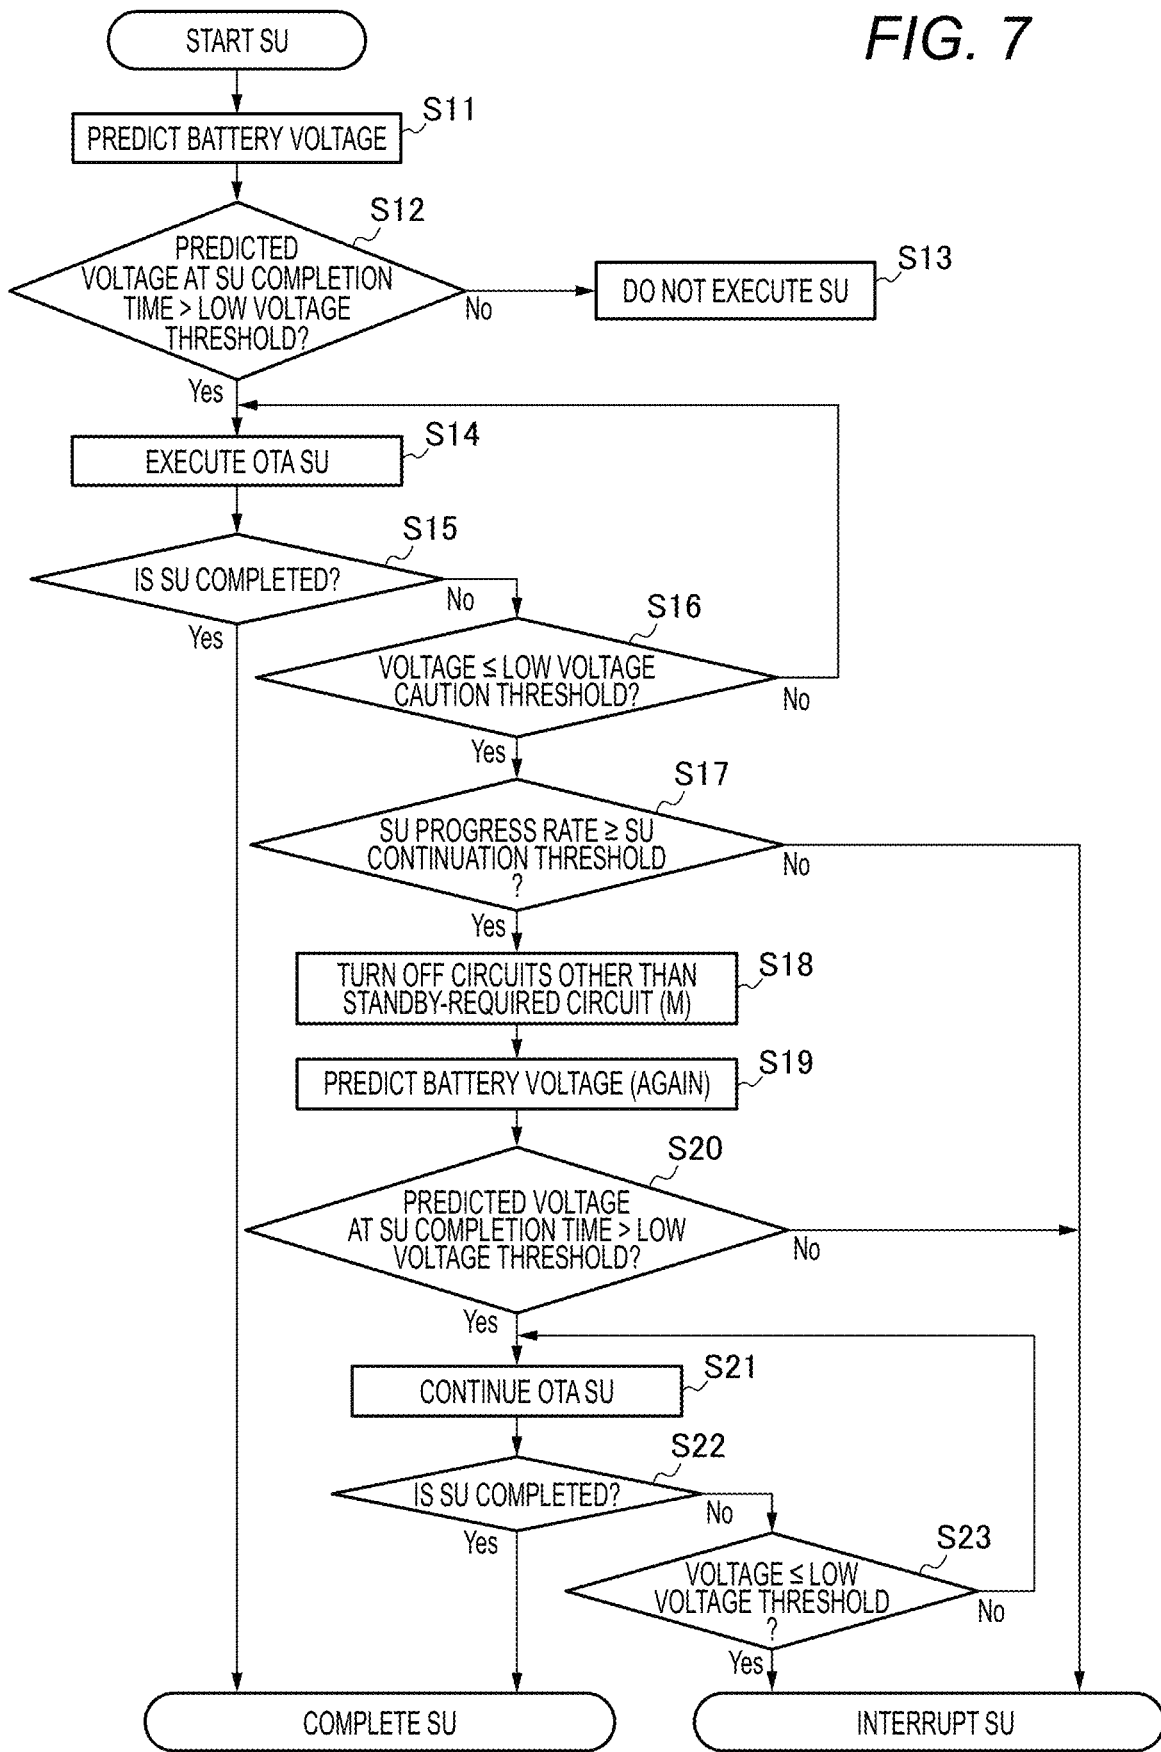 FIG. 7
START SU
S11
PREDICT BATTERY VOLTAGE
S12
PREDICTED
VOLTAGE AT SU COMPLETION
TIME > LOW VOLTAGE
THRESHOLD?
No
S13
DO NOT EXECUTE SU
Yes
S14
EXECUTE OTA SU
S15
IS SU COMPLETED?
No
Yes
S16
VOLTAGE ≤ LOW VOLTAGE
CAUTION THRESHOLD?
No
Yes
S17
SU PROGRESS RATE ≥ SU
CONTINUATION THRESHOLD
?
No
Yes
S18
TURN OFF CIRCUITS OTHER THAN
STANDBY-REQUIRED CIRCUIT (M)
S19
PREDICT BATTERY VOLTAGE (AGAIN)
S20
PREDICTED VOLTAGE
AT SU COMPLETION TIME > LOW
VOLTAGE THRESHOLD?
No
Yes
S21
CONTINUE OTA SU
S22
IS SU COMPLETED?
No
Yes
S23
VOLTAGE ≤ LOW
VOLTAGE THRESHOLD
?
No
Yes
COMPLETE SU
INTERRUPT SU